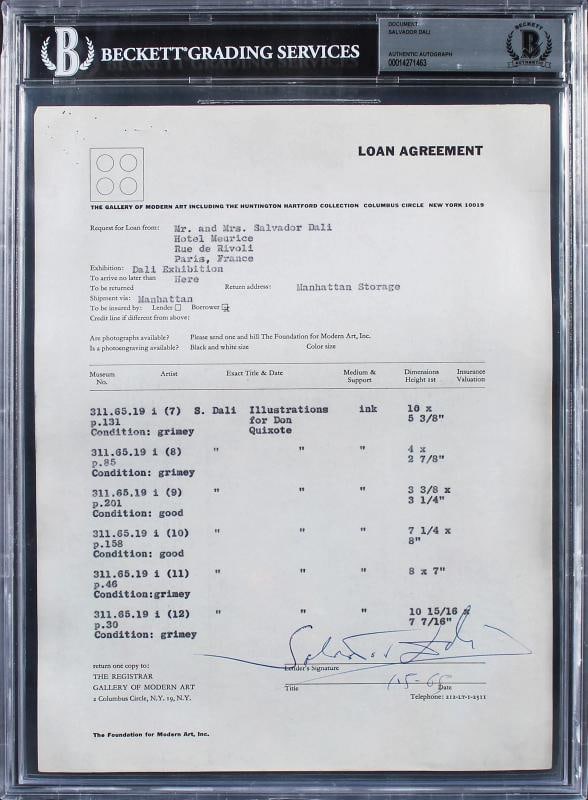 BECKETT® GRADING SERVICES
DOCUMENT
SALVADOR DALI
AUTHENTIC AUTOGRAPH
00014271463
BECKETT
AUTHENTIC
LOAN AGREEMENT
THE GALLERY OF MODERN ART INCLUDING THE HUNTINGTON HARTFORD COLLECTION COLUMBUS CIRCLE NEW YORK 10019
Request for Loan from: Mr. and Mrs. Salvador Dali
Hotel Meurice
Rue de Rivoli
Paris, France
Exhibition: Dali Exhibition
To arrive no later than Here
To be returned Return address: Manhattan Storage
Shipment via: Manhattan
To be insured by: Lender Borrower x
Credit line if different from above:
Are photographs available? Please send one and bill The Foundation for Modern Art, Inc.
Is a photoengraving available? Black and white size Color size
Museum No. Artist Exact Title & Date Medium & Support Dimensions Height 1st Insurance Valuation
311.65.19 i (7) S. Dali Illustrations ink 10 x
p.131 for Don 5 3/8"
Condition: grimey Quixote
311.65.19 i (8) " " " 4 x
p.85 2 7/8"
Condition: grimey
311.65.19 i (9) " " " 3 3/8 x
p.201 3 1/4"
Condition: good
311.65.19 i (10) " " " 7 1/4 x
p.158 8"
Condition: good
311.65.19 i (11) " " " 8 x 7"
p.46
Condition:grimey
311.65.19 i (12) " " " 10 15/16 x
p.30 7 7/16"
Condition: grimey
Salvador Dali
return one copy to: Lender's Signature
THE REGISTRAR
GALLERY OF MODERN ART Title Date
2 Columbus Circle, N.Y. 19, N.Y. Telephone: 212-LT-1-2311
The Foundation for Modern Art, Inc.